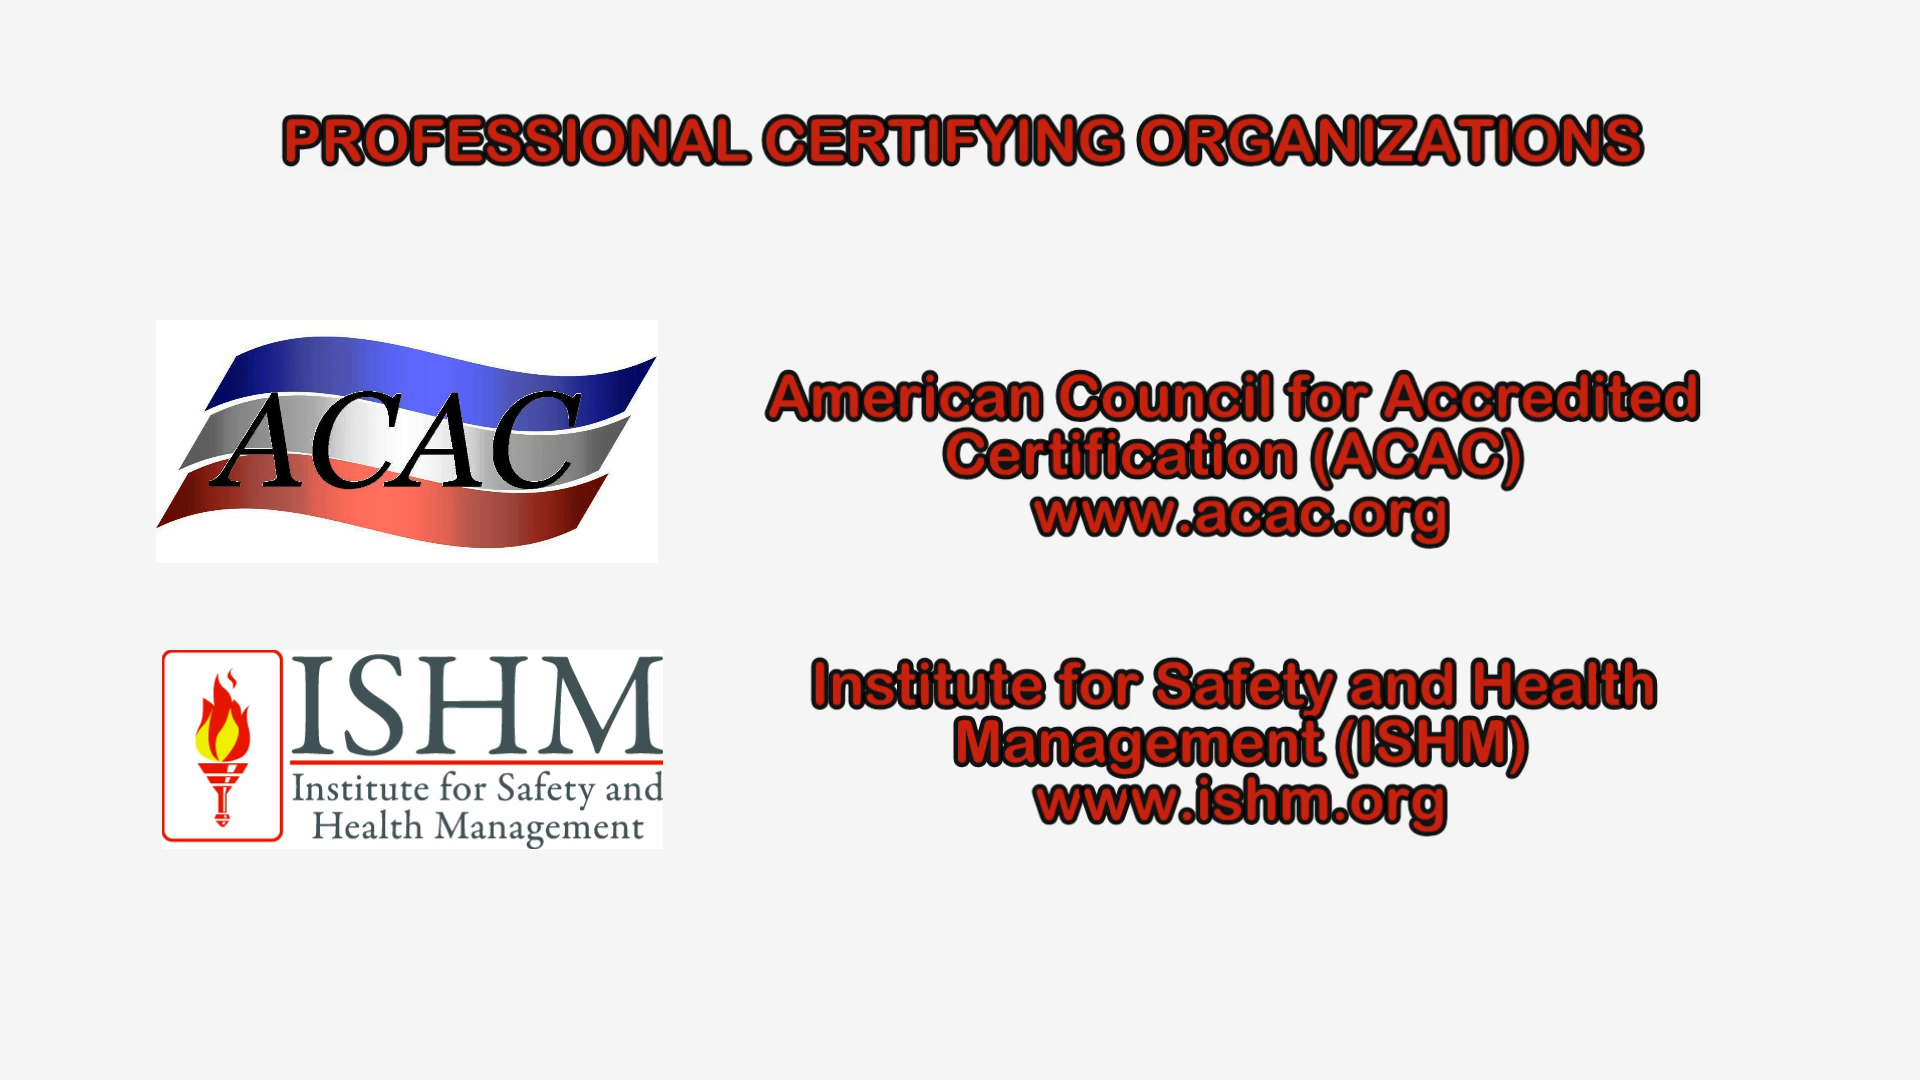 PROFESSIONAL CERTIFYING ORGANIZATIONS
ACAC
American Council for Accredited
Certification (ACAC)
www.acac.org
ISHM
Institute for Safety and
Health Management
Institute for Safety and Health
Management (ISHM)
www.ishm.org